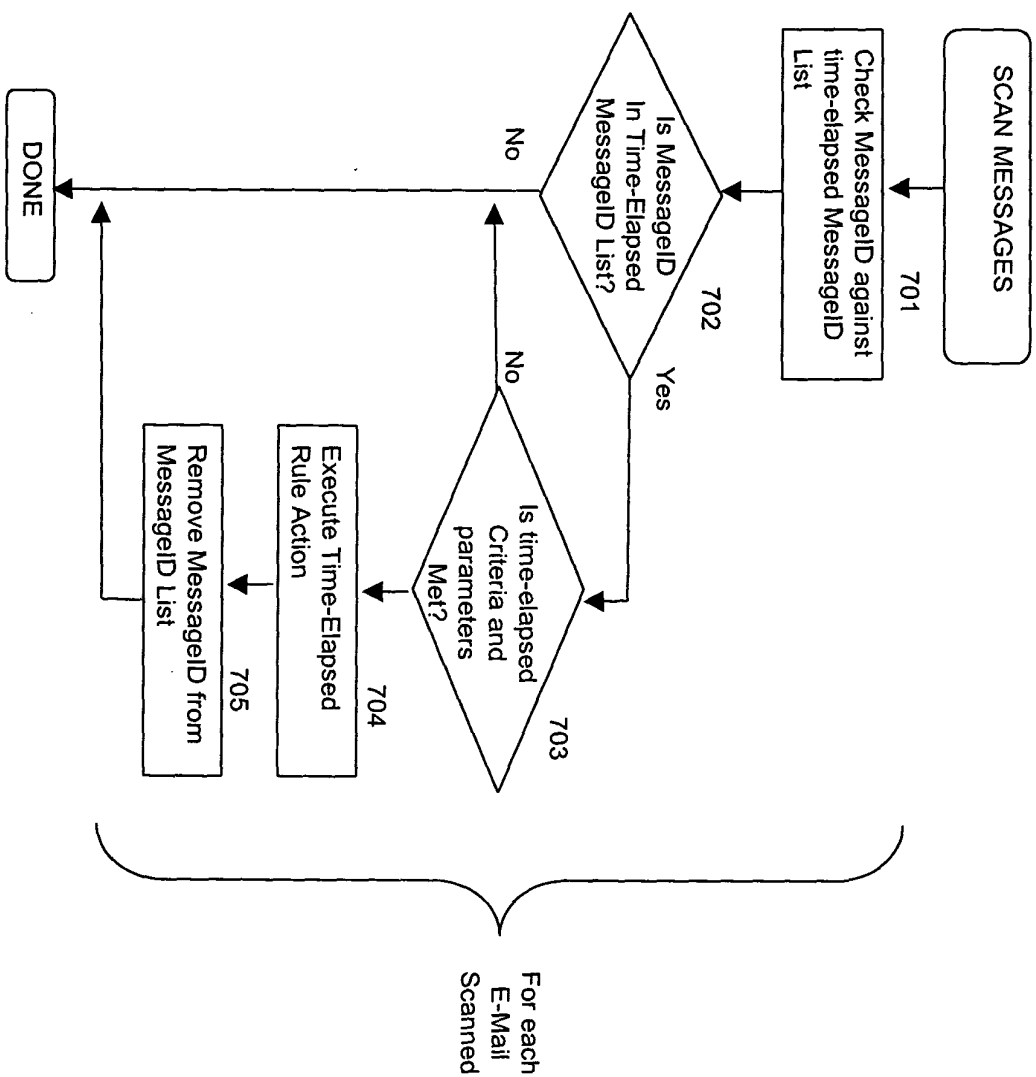 SCAN MESSAGES
701
Check MessageID against
time-elapsed MessageID
List
702
Is MessageID
In Time-Elapsed
MessageID List?
Yes
No
703
Is time-elapsed
Criteria and
parameters
Met?
No
704
Execute Time-Elapsed
Rule Action
705
Remove MessageID from
MessageID List
DONE
For each
E-Mail
Scanned